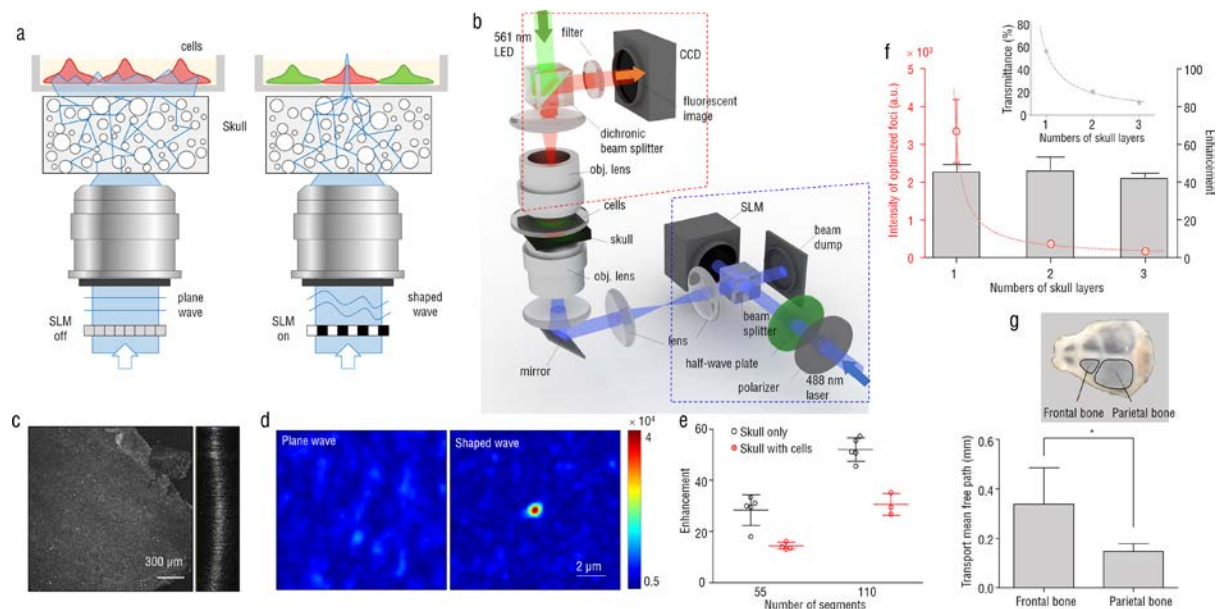 a
cells
Skull
SLM
off
plane
wave
SLM
on
shaped
wave
b
561 nm
LED
filter
CCD
fluorescent
image
dichronic
beam splitter
obj. lens
cells
skull
obj. lens
mirror
lens
SLM
beam
dump
beam
splitter
half-wave plate
polarizer
488 nm
laser
c
300 µm
d
Plane wave
Shaped wave
2 µm
× 10⁴
4
0.5
e
Skull only
Skull with cells
Enhancement
60
40
20
0
55
110
Number of segments
f
× 10³
Intensity of optimized foci (a.u.)
5
4
3
2
1
0
1
2
3
Numbers of skull layers
100
80
60
40
20
0
Enhancement
Transmittance (%)
80
60
40
20
0
1
2
3
Numbers of skull layers
g
Frontal bone
Parietal bone
*
Transport mean free path (mm)
0.6
0.4
0.2
0.0
Frontal bone
Parietal bone